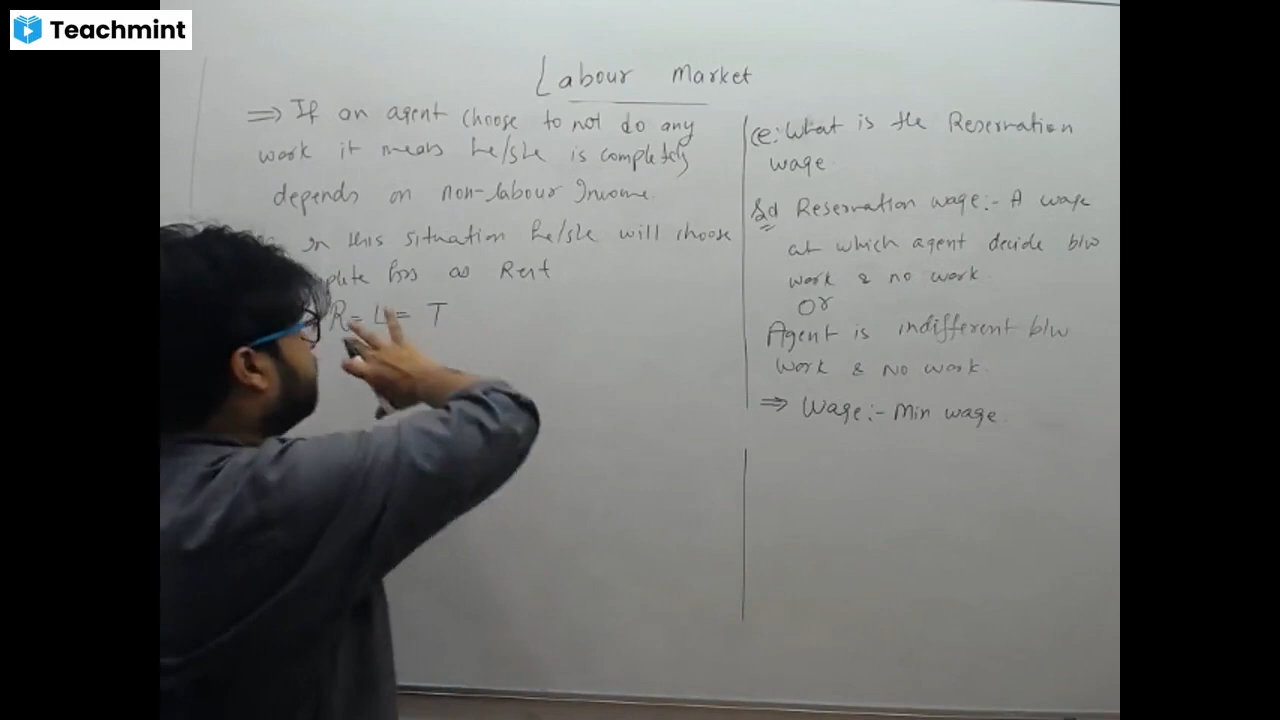 Teachmint
Labour Market
⇒ If an agent choose to not do any
work it means he/she is completely
depends on non-labour Income.
in this situation he/she will choose
plete hrs as Rest
R = L = T
Q: What is the Reservation
wage
Sol Reservation wage:- A wage
at which agent decide b/w
work & no work
Or
Agent is indifferent b/w
work & no work.
⇒ Wage:- Min wage.